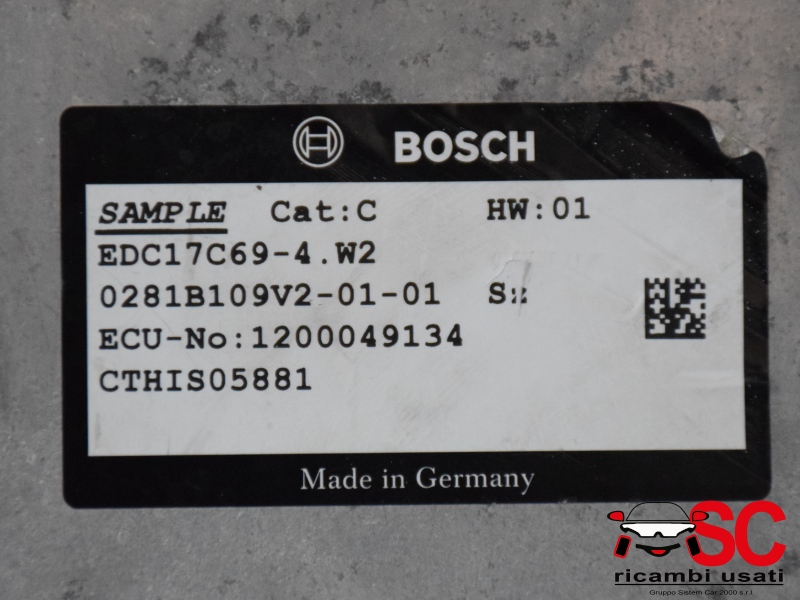 BOSCH
SAMPLE Cat:C HW:01
EDC17C69-4.W2
0281B109V2-01-01
ECU-No:1200049134
CTHIS05881
Made in Germany
SC
ricambi usati
Gruppo Sistem Car 2000 s.r.l.